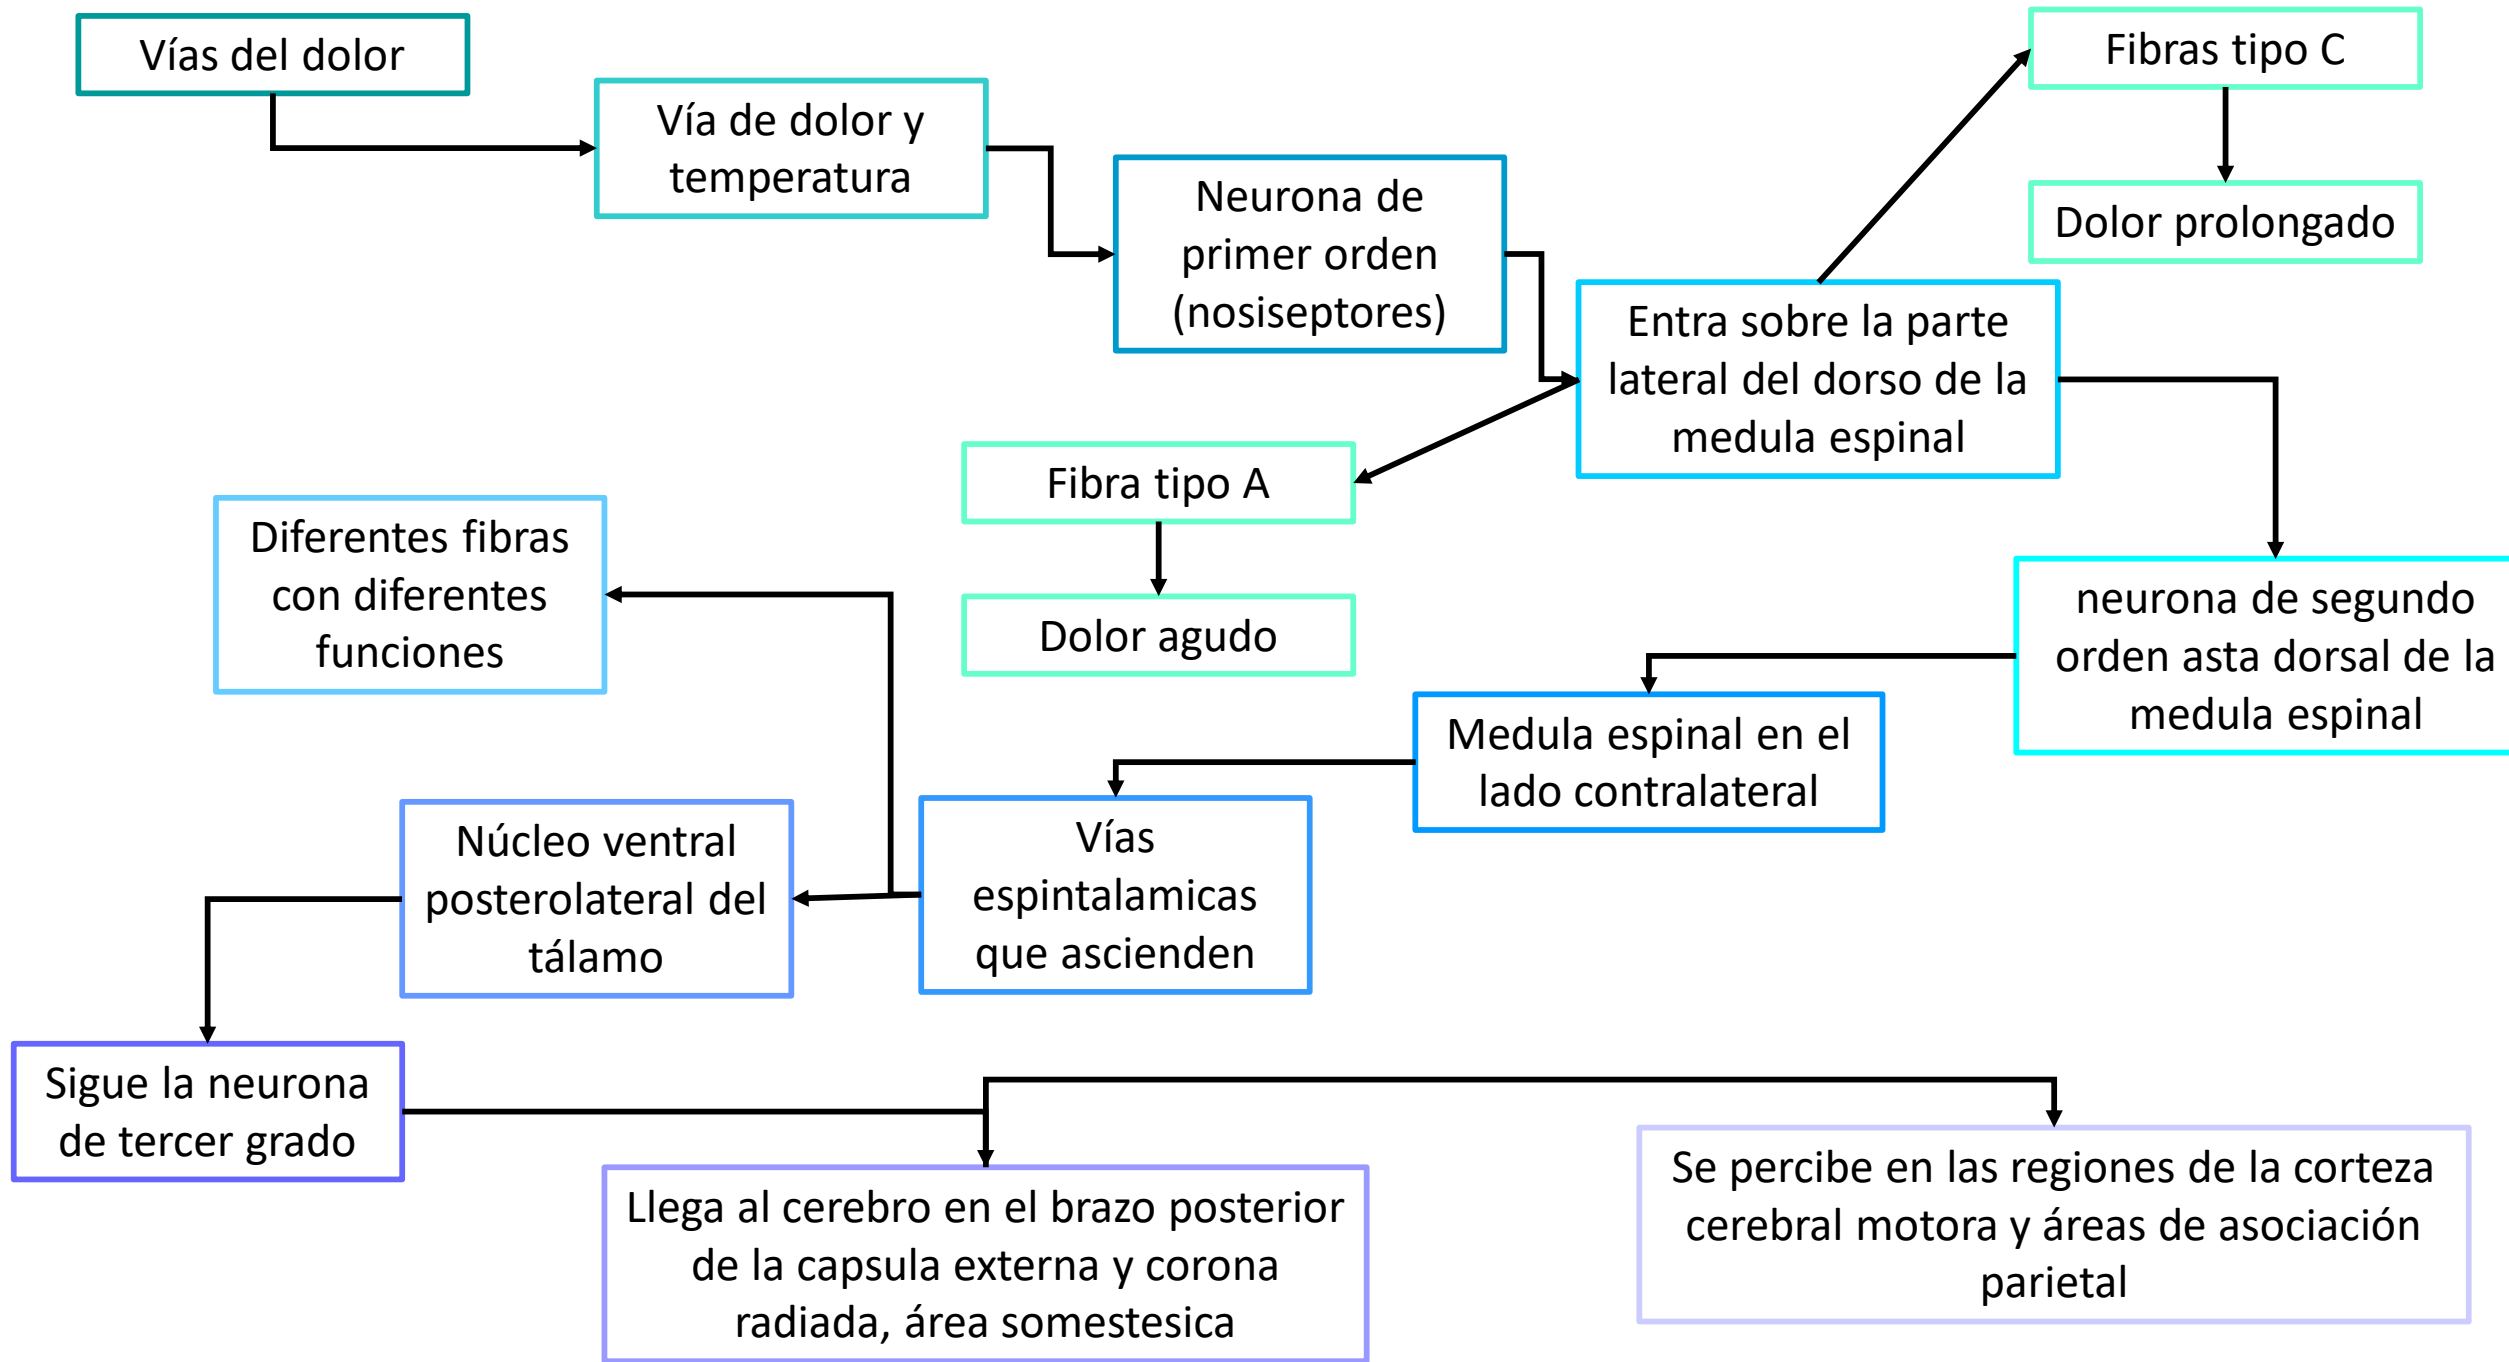 Vías del dolor
Vía de dolor y
temperatura
Neurona de
primer orden
(nosiseptores)
Entra sobre la parte
lateral del dorso de la
medula espinal
Fibras tipo C
Dolor prolongado
Fibra tipo A
Dolor agudo
neurona de segundo
orden asta dorsal de la
medula espinal
Medula espinal en el
lado contralateral
Vías
espintalamicas
que ascienden
Diferentes fibras
con diferentes
funciones
Núcleo ventral
posterolateral del
tálamo
Sigue la neurona
de tercer grado
Llega al cerebro en el brazo posterior
de la capsula externa y corona
radiada, área somestesica
Se percibe en las regiones de la corteza
cerebral motora y áreas de asociación
parietal